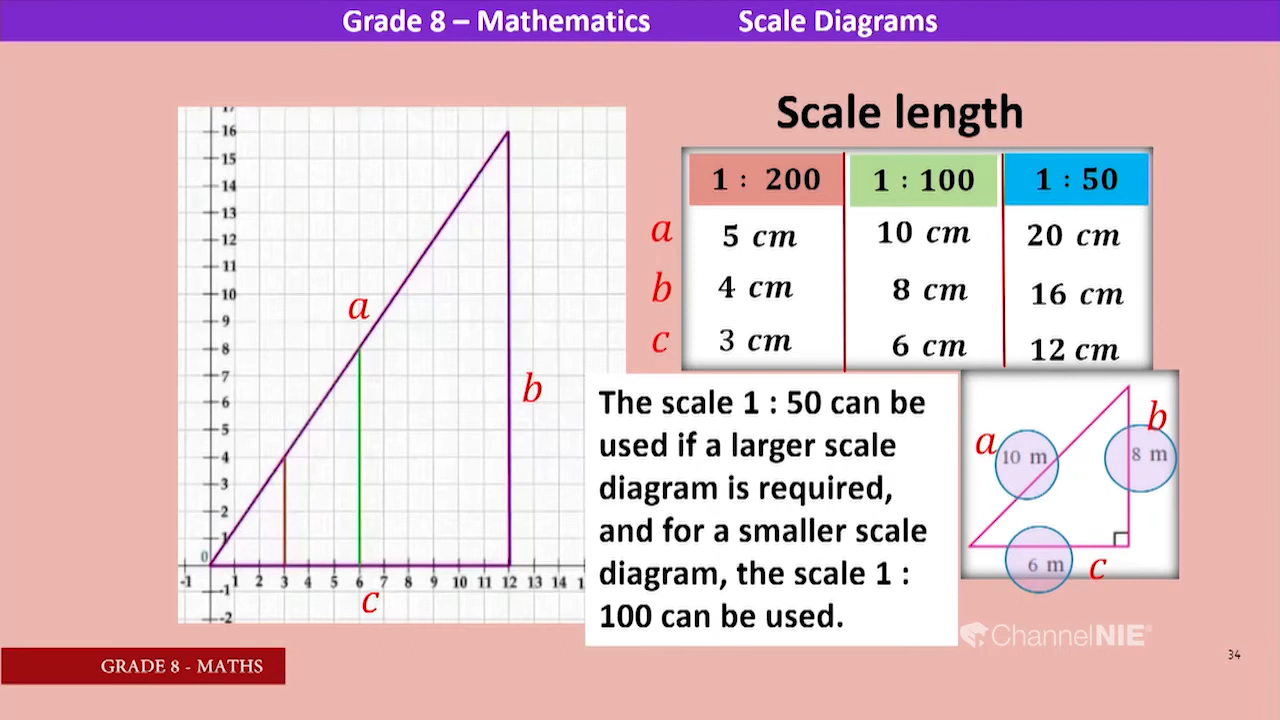 Grade 8 – Mathematics Scale Diagrams
Scale length
1 : 200 1 : 100 1 : 50
a 5 cm 10 cm 20 cm
b 4 cm 8 cm 16 cm
c 3 cm 6 cm 12 cm
17
16
15
14
13
12
11
10
9
8
7
6
5
4
3
2
1
0
-1 1 2 3 4 5 6 7 8 9 10 11 12 13 14
-1
-2
a
b
c
The scale 1 : 50 can be
used if a larger scale
diagram is required,
and for a smaller scale
diagram, the scale 1 :
100 can be used.
a
10 m
b
8 m
6 m
c
ChannelNIE
34
GRADE 8 - MATHS